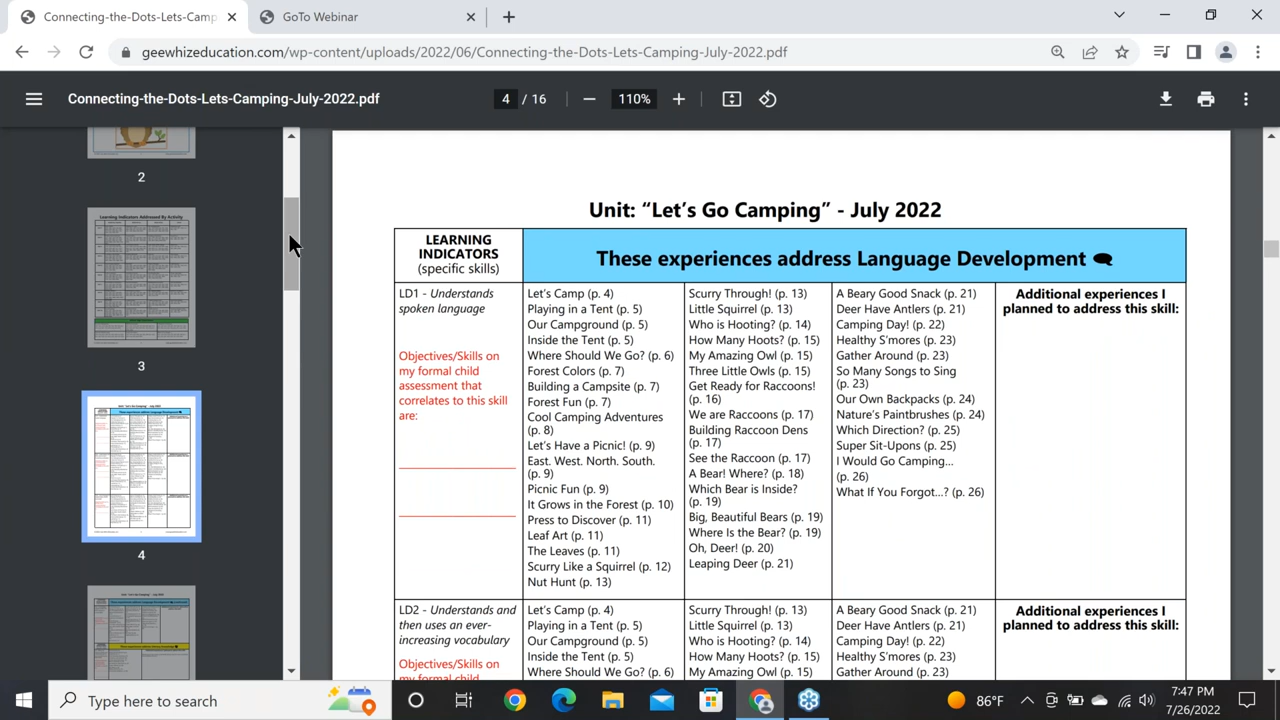 Connecting-the-Dots-Lets-Camp
GoTo Webinar
geewhizeducation.com/wp-content/uploads/2022/06/Connecting-the-Dots-Lets-Camping-July-2022.pdf
Connecting-the-Dots-Lets-Camping-July-2022.pdf
4 / 16
110%
2
Learning Indicators Addressed By Activity
3
4
Unit: “Let’s Go Camping” - July 2022
LEARNING
INDICATORS
(specific skills)
These experiences address Language Development
LD1 - Understands
spoken language
Objectives/Skills on
my formal child
assessment that
correlates to this skill
are:
Let’s Camp (p. 4)
Playing in a Tent (p. 5)
Our Campground (p. 5)
Inside the Tent (p. 5)
Where Should We Go? (p. 6)
Forest Colors (p. 7)
Building a Campsite (p. 7)
Forest Fun (p. 7)
Cool Camping Adventures
(p. 8)
Let’s Have a Picnic! (p. 9)
East. West. North. South.
(p. 9)
Picnic Fun (p. 9)
It Grows in the Forest (p. 10)
Press to Discover (p. 11)
Leaf Art (p. 11)
The Leaves (p. 11)
Scurry Like a Squirrel (p. 12)
Nut Hunt (p. 13)
Scurry Through! (p. 13)
Little Squirrel (p. 13)
Who is Hooting? (p. 14)
How Many Hoots? (p. 15)
My Amazing Owl (p. 15)
Three Little Owls (p. 15)
Get Ready for Raccoons!
(p. 16)
We are Raccoons (p. 17)
Building Raccoon Dens
(p. 17)
See the Raccoon (p. 17)
A Bear! Where? (p. 18)
Which Bear is Inside?
(p. 19)
Big, Beautiful Bears (p. 19)
Where Is the Bear? (p. 19)
Oh, Deer! (p. 20)
Leaping Deer (p. 21)
A Beary Good Snack (p. 21)
Deer Have Antlers (p. 21)
Camping Day! (p. 22)
Healthy S’mores (p. 23)
Gather Around (p. 23)
So Many Songs to Sing
(p. 23)
Our Own Backpacks (p. 24)
Nature’s Paintbrushes (p. 24)
Which Direction? (p. 25)
Super Sit-Upons (p. 25)
I Would Go Camping…
(p. 26)
What If You Forgot…? (p. 26)
Additional experiences I
planned to address this skill:
LD2 - Understands and
then uses an ever-
increasing vocabulary
Objectives/Skills on
my formal child
Let’s Camp (p. 4)
Playing in a Tent (p. 5)
Our Campground (p. 5)
Inside the Tent (p. 5)
Where Should We Go? (p. 6)
Scurry Through! (p. 13)
Little Squirrel (p. 13)
Who is Hooting? (p. 14)
How Many Hoots? (p. 15)
My Amazing Owl (p. 15)
A Beary Good Snack (p. 21)
Deer Have Antlers (p. 21)
Camping Day! (p. 22)
Healthy S’mores (p. 23)
Gather Around (p. 23)
Additional experiences I
planned to address this skill:
Type here to search
86°F
7:47 PM
7/26/2022